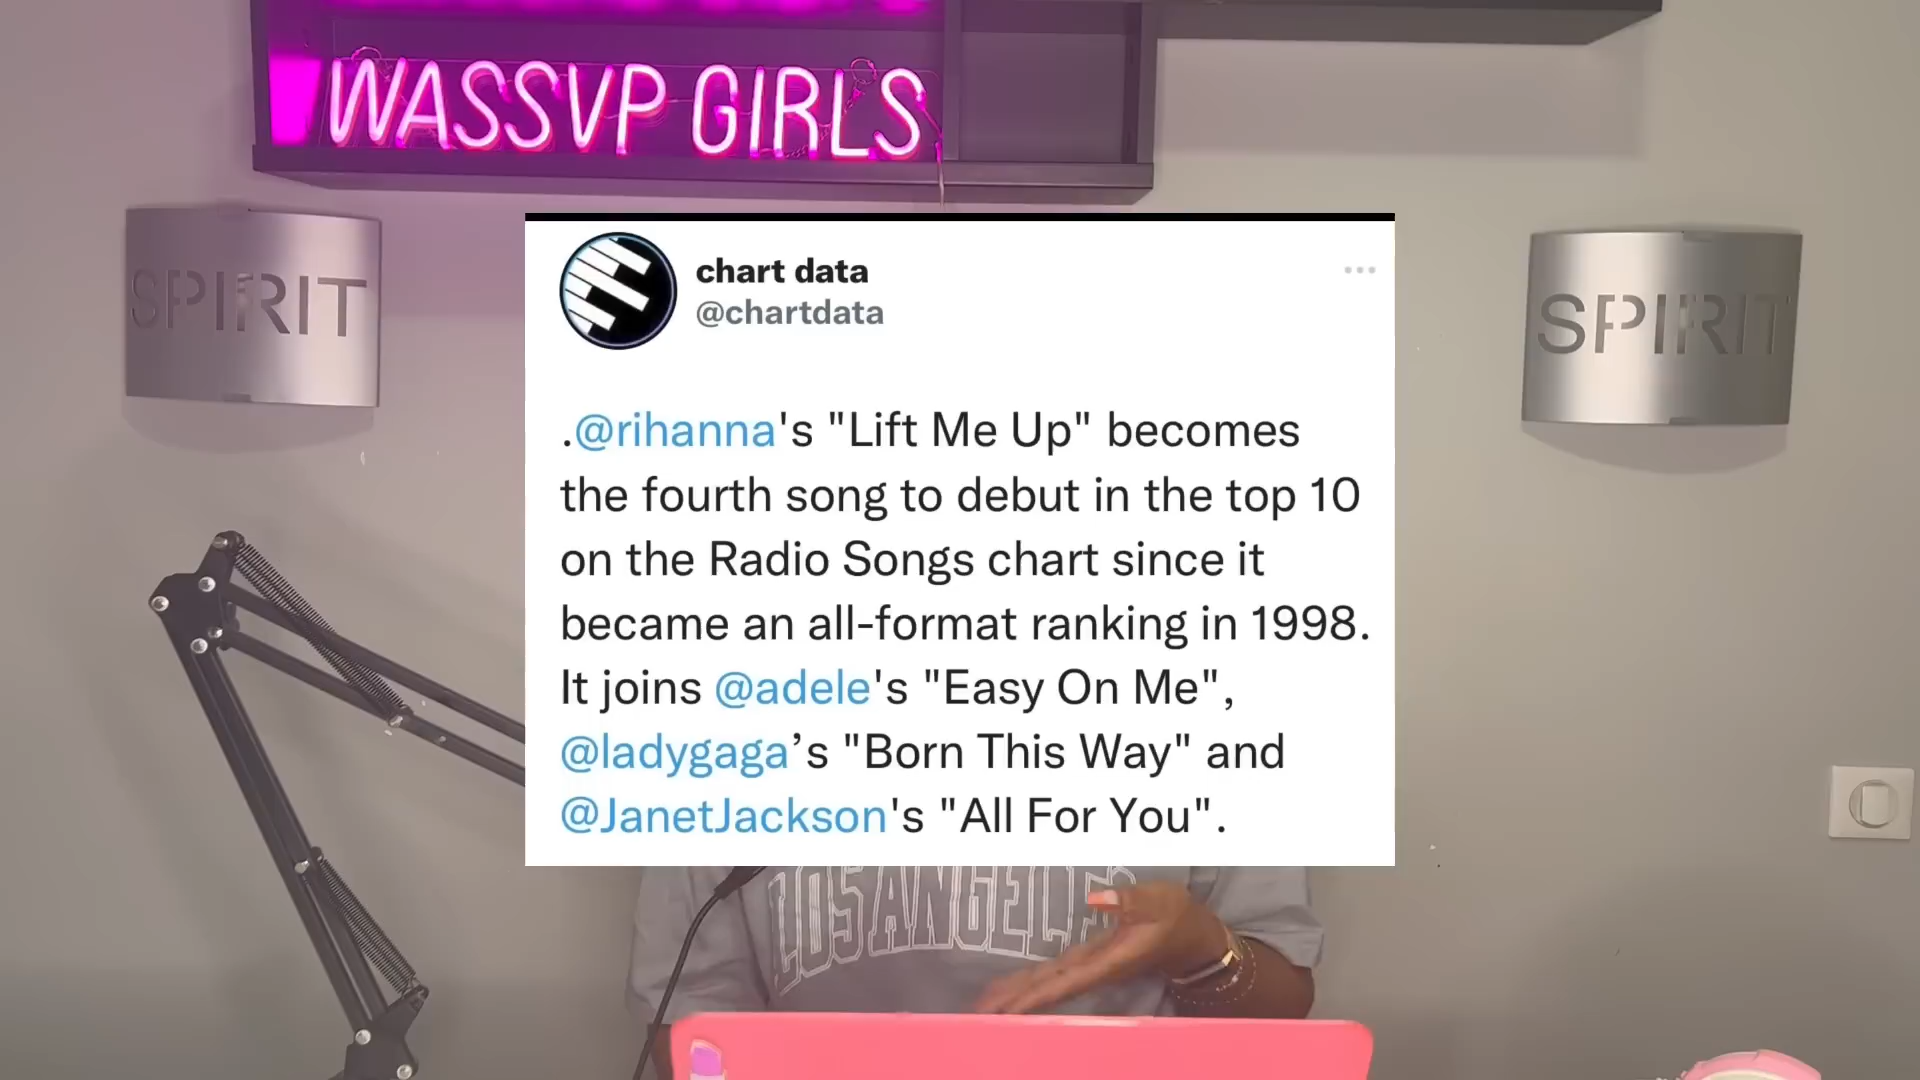 WASSVP GIRLS
SPIRIT
SPIRIT
chart data
@chartdata
.@rihanna's "Lift Me Up" becomes
the fourth song to debut in the top 10
on the Radio Songs chart since it
became an all-format ranking in 1998.
It joins @adele's "Easy On Me",
@ladygaga’s "Born This Way" and
@JanetJackson's "All For You".
LOS ANGELES